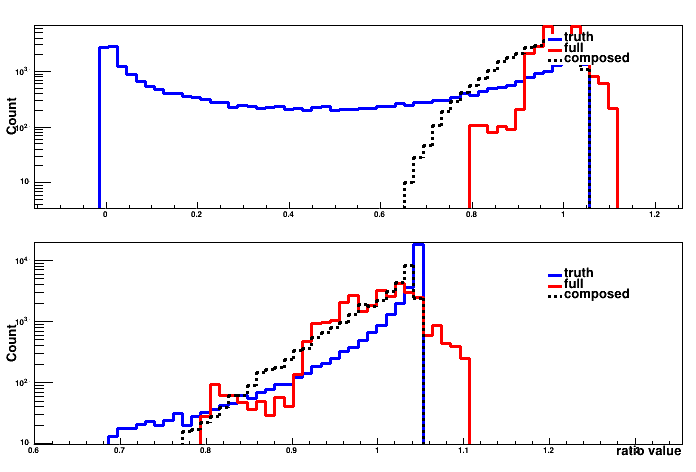 truth
full
composed
Count
10³
10²
10
0 0.2 0.4 0.6 0.8 1 1.2
truth
full
composed
Count
10⁴
10³
10²
10
0.6 0.7 0.8 0.9 1 1.1 1.2
ratio value